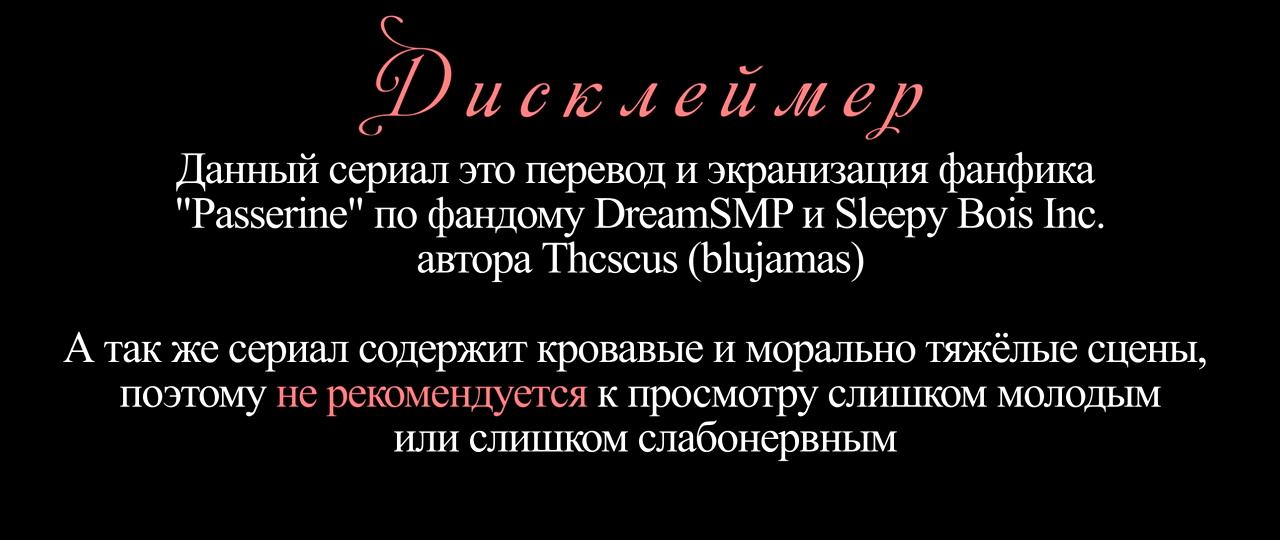 Дисклеймер
Данный сериал это перевод и экранизация фанфика
"Passerine" по фандому DreamSMP и Sleepy Bois Inc.
автора Thcscus (blujamas)
А так же сериал содержит кровавые и морально тяжёлые сцены,
поэтому не рекомендуется к просмотру слишком молодым
или слишком слабонервным